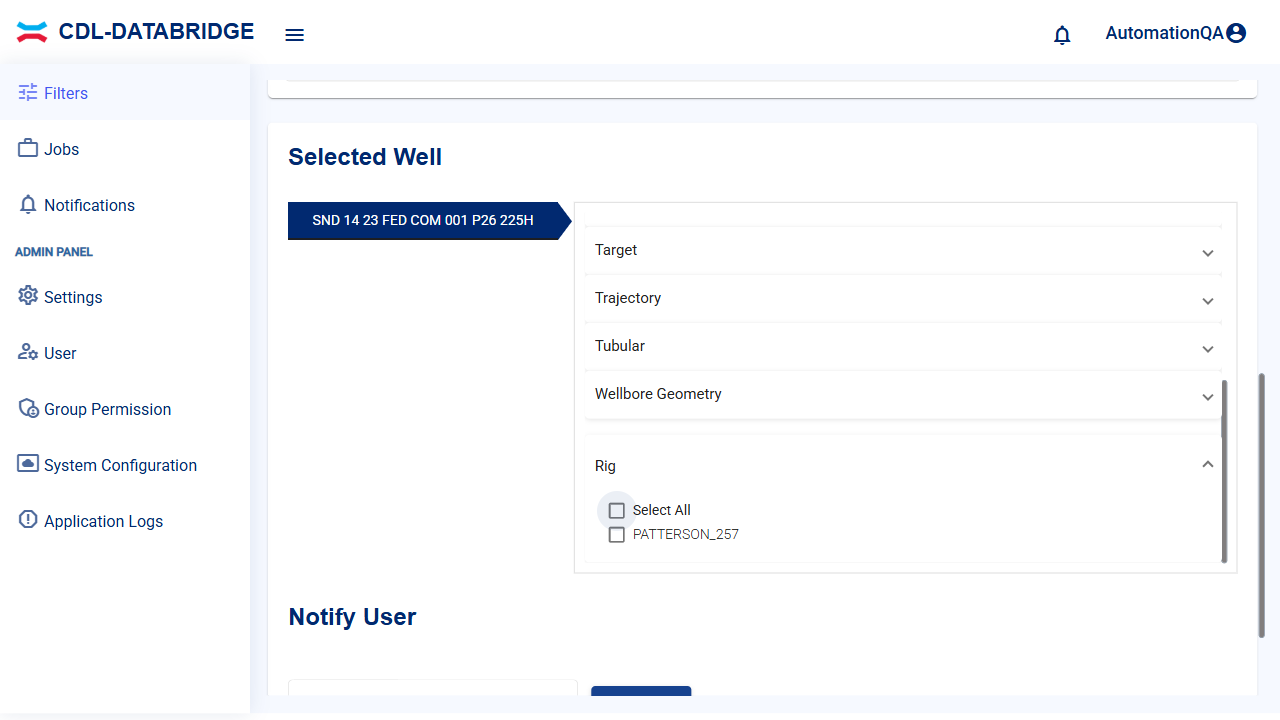 CDL-DATABRIDGE
AutomationQA
Filters
Jobs
Notifications
ADMIN PANEL
Settings
User
Group Permission
System Configuration
Application Logs
Selected Well
SND 14 23 FED COM 001 P26 225H
Target
Trajectory
Tubular
Wellbore Geometry
Rig
Select All
PATTERSON_257
Notify User